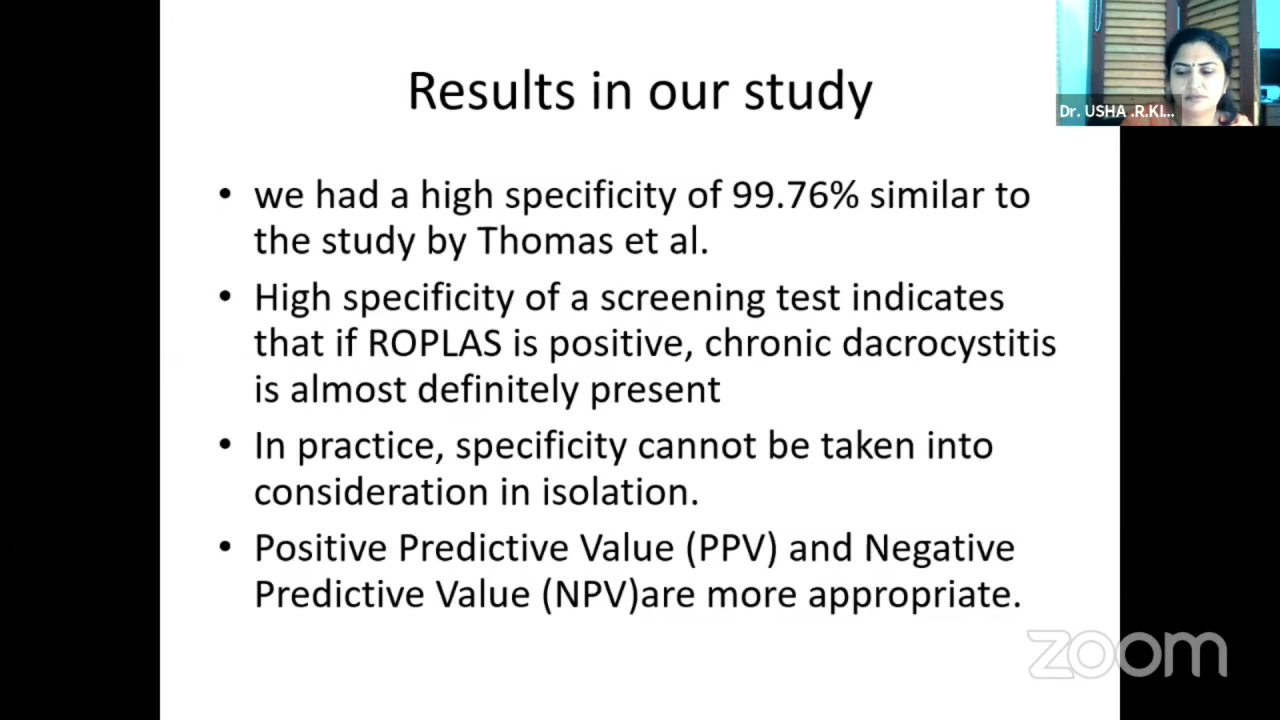 Results in our study
Dr. USHA .R.KI...
• we had a high specificity of 99.76% similar to
the study by Thomas et al.
• High specificity of a screening test indicates
that if ROPLAS is positive, chronic dacrocystitis
is almost definitely present
• In practice, specificity cannot be taken into
consideration in isolation.
• Positive Predictive Value (PPV) and Negative
Predictive Value (NPV)are more appropriate.
zoom